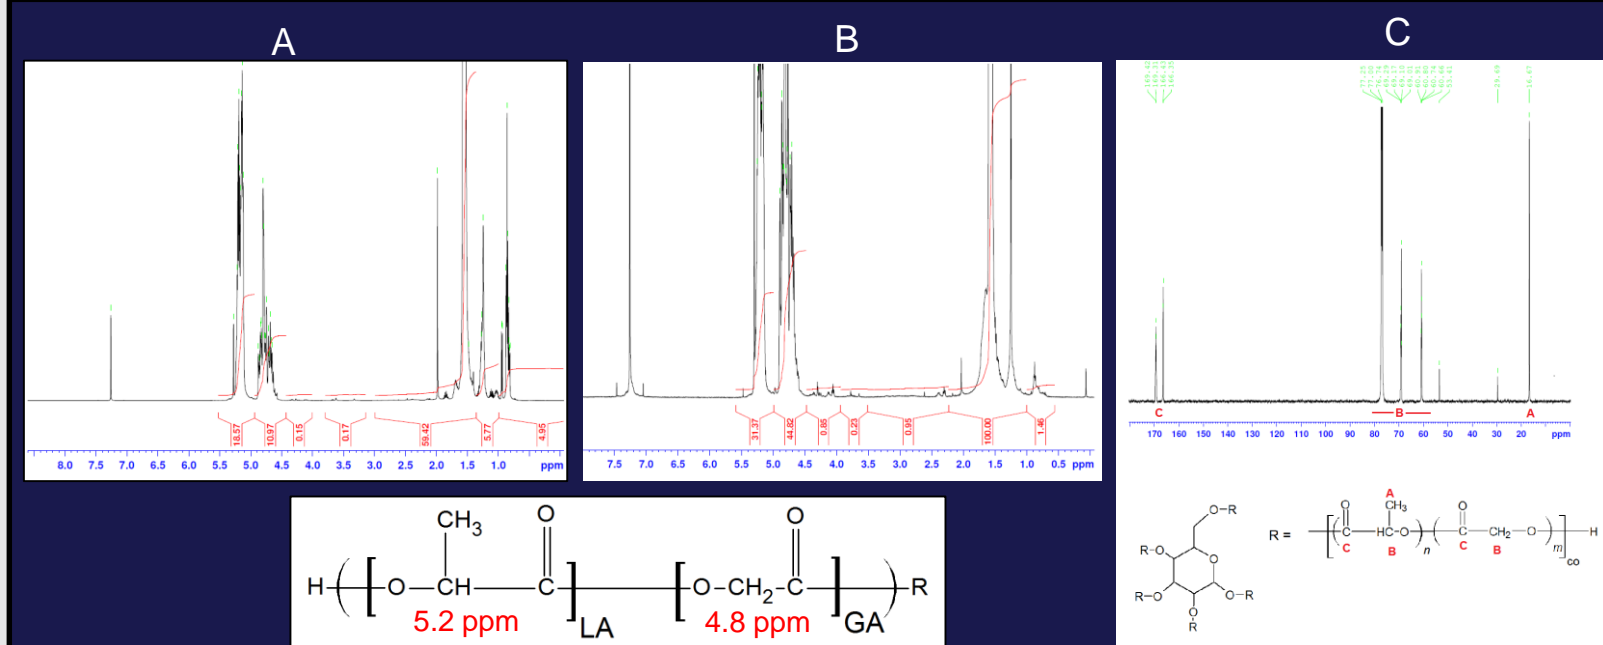 A
B
C
18.57
10.97
0.15
0.17
59.42
5.77
4.95
8.0 7.5 7.0 6.5 6.0 5.5 5.0 4.5 4.0 3.5 3.0 2.5 2.0 1.5 1.0 ppm
31.37
44.82
0.85
0.23
0.95
100.00
1.46
7.5 7.0 6.5 6.0 5.5 5.0 4.5 4.0 3.5 3.0 2.5 2.0 1.5 1.0 0.5 ppm
C B A
170 160 150 140 130 120 110 100 90 80 70 60 50 40 30 20 ppm
CH3 O O
H ( [ O CH C ] LA [ O CH2 C ] GA ) R
5.2 ppm 4.8 ppm
O R
R O
O
R O
O R
O
R
R =
A
O CH3 O
C HC O n C CH2 O m H
C B C B co